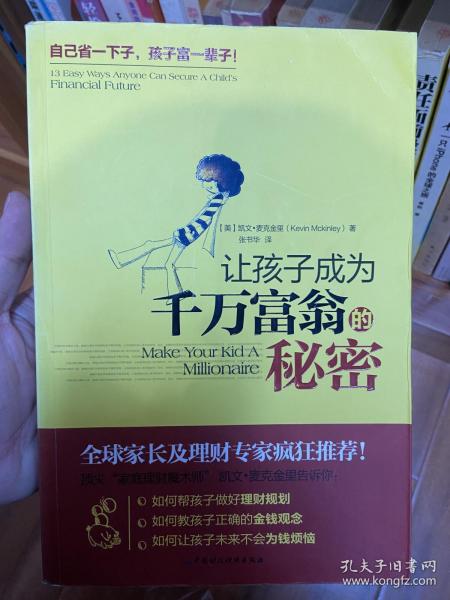 自己省一下子，孩子富一辈子！
13 Easy Ways Anyone Can Secure A Child's
Financial Future
【美】凯文·麦克金里（Kevin Mckinley）著
张书华 译
让孩子成为
千万富翁的
秘密
Make Your Kid A
Millionaire
全球家长及理财专家疯狂推荐！
顶尖“家庭理财魔术师”凯文·麦克金里告诉你：
如何帮孩子做好理财规划
如何教孩子正确的金钱观念
如何让孩子未来不会为钱烦恼
孔夫子旧书网
www.kongfz.com